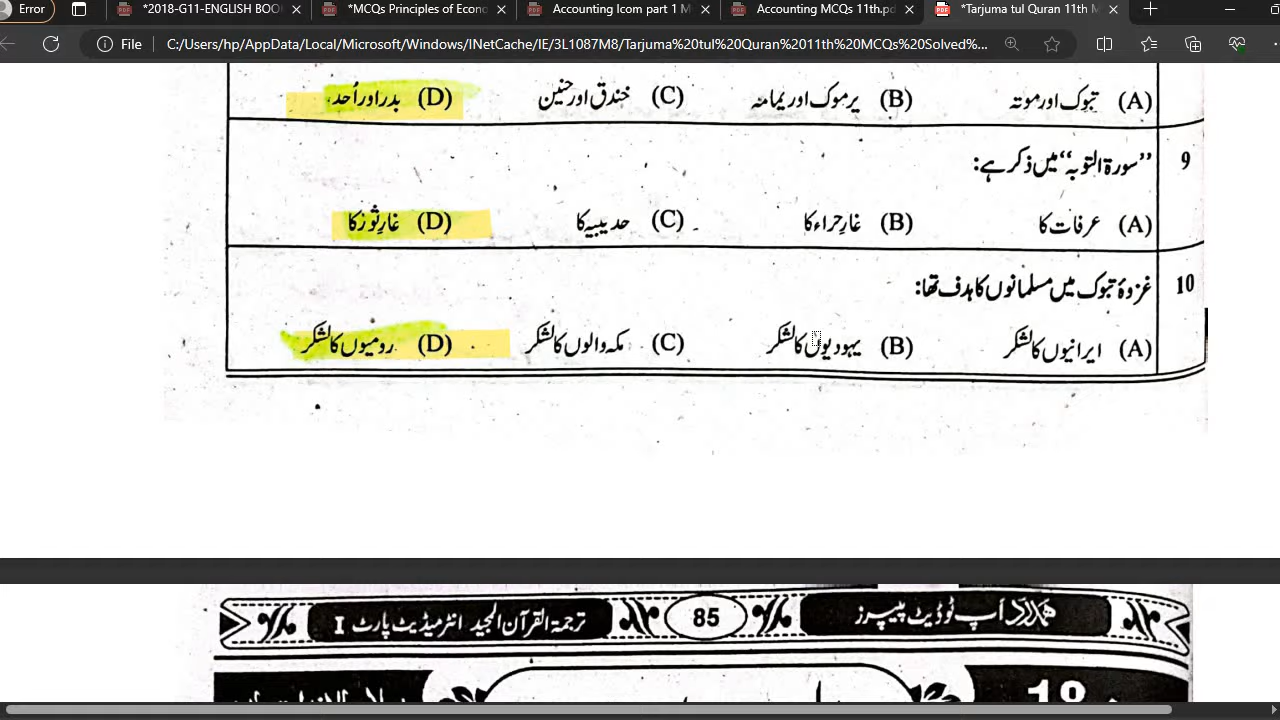 Error
*2018-G11-ENGLISH BOO
*MCQs Principles of Econo
Accounting Icom part 1 M
Accounting MCQs 11th.pd
*Tarjuma tul Quran 11th M
File
C:/Users/hp/AppData/Local/Microsoft/Windows/INetCache/IE/3L1087M8/Tarjuma%20tul%20Quran%2011th%20MCQs%20Solved%...
(A) تبوک اور موتہ (B) یرموک اور یمامہ (C) خندق اور حنین (D) بدر اور اُحد
9 ”سورۃ التوبہ“ میں ذکر ہے:
(A) عرفات کا (B) غارِ حراء کا (C) حدیبیہ کا (D) غارِ ثور کا
10 غزوۂ تبوک میں مسلمانوں کا ہدف تھا:
(A) ایرانیوں کا لشکر (B) یہودیوں کا لشکر (C) مکہ والوں کا لشکر (D) رومیوں کا لشکر
ہمدرد اَپ ٹو ڈیٹ پیپرز 85 ترجمۃ القرآن المجید انٹرمیڈیٹ پارٹ I
18